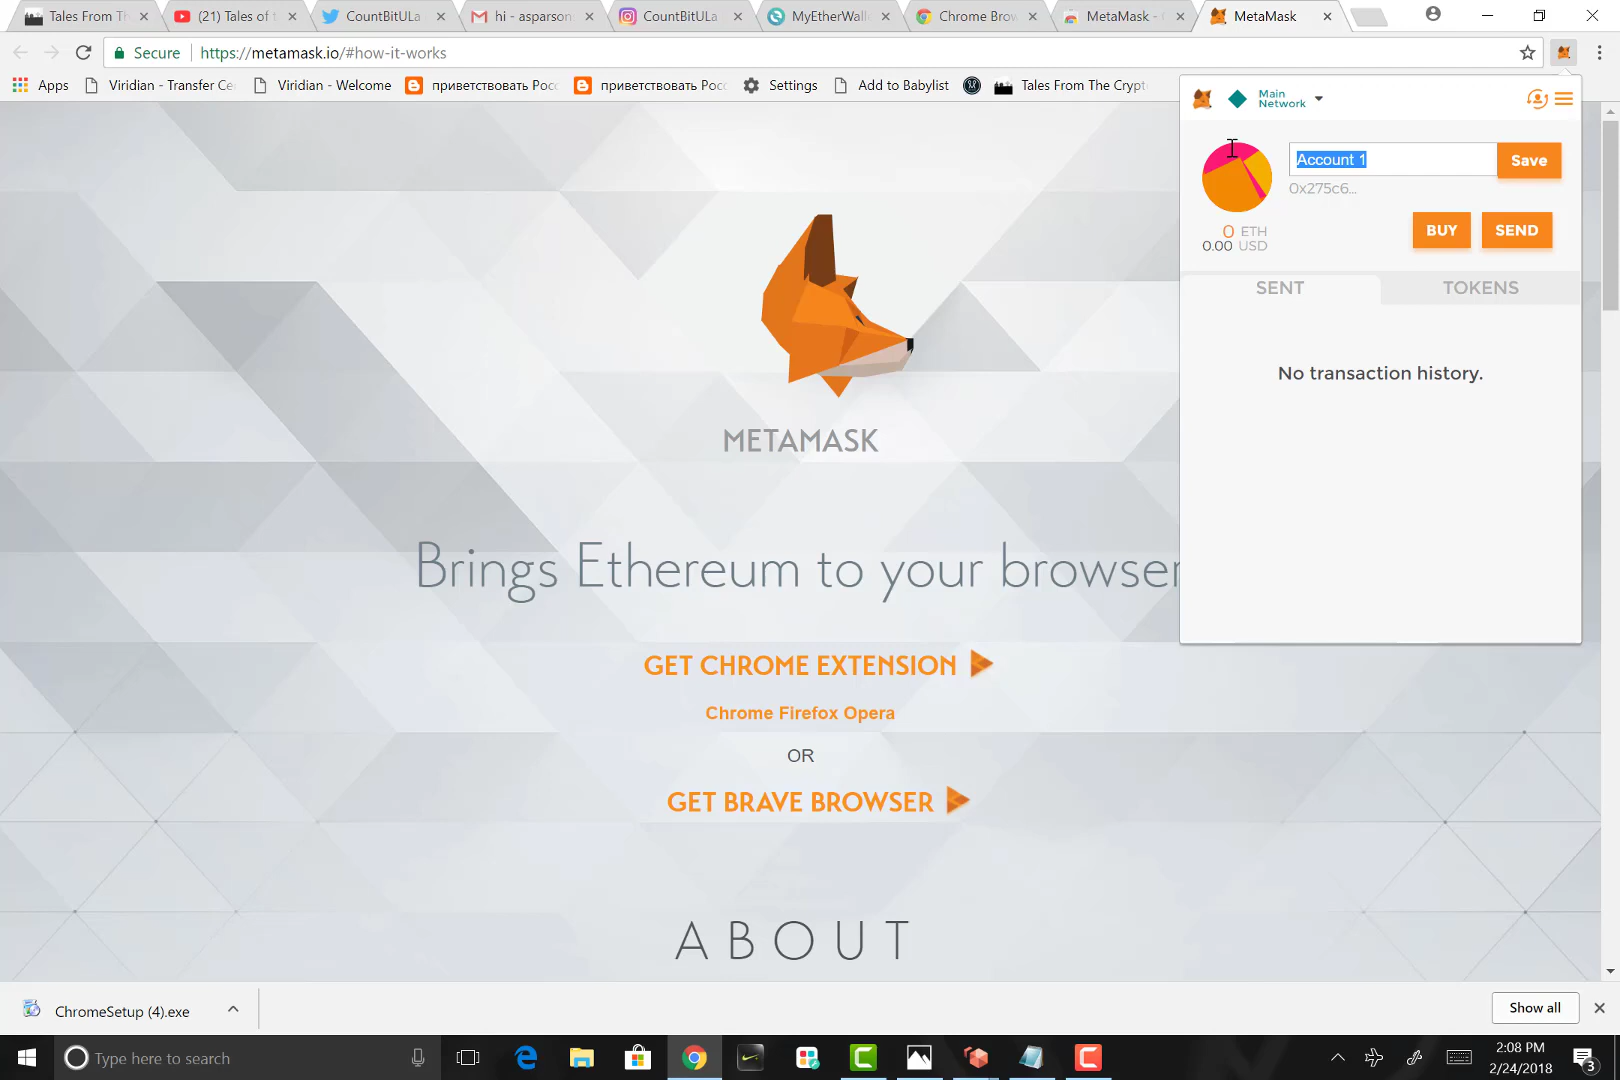 Tales From Th
(21) Tales of t
CountBitULa
hi - asparson
CountBitULa
MyEtherWall
Chrome Brow
MetaMask - 
MetaMask
Secure
https://metamask.io/#how-it-works
Apps
Viridian - Transfer Ce
Viridian - Welcome
приветствовать Росс
приветствовать Росс
Settings
Add to Babylist
Tales From The Crypt
Main
Network
Account 1
Save
0x275c6...
0 ETH
0.00 USD
BUY
SEND
SENT
TOKENS
No transaction history.
METAMASK
Brings Ethereum to your browser
GET CHROME EXTENSION
Chrome Firefox Opera
OR
GET BRAVE BROWSER
ABOUT
ChromeSetup (4).exe
Show all
Type here to search
2:08 PM
2/24/2018
3